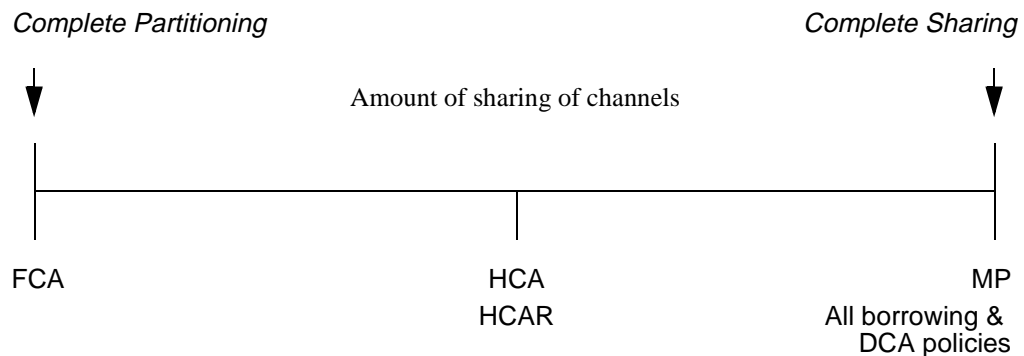 Complete Partitioning
Complete Sharing
Amount of sharing of channels
FCA
HCA
MP
HCAR
All borrowing &
DCA policies